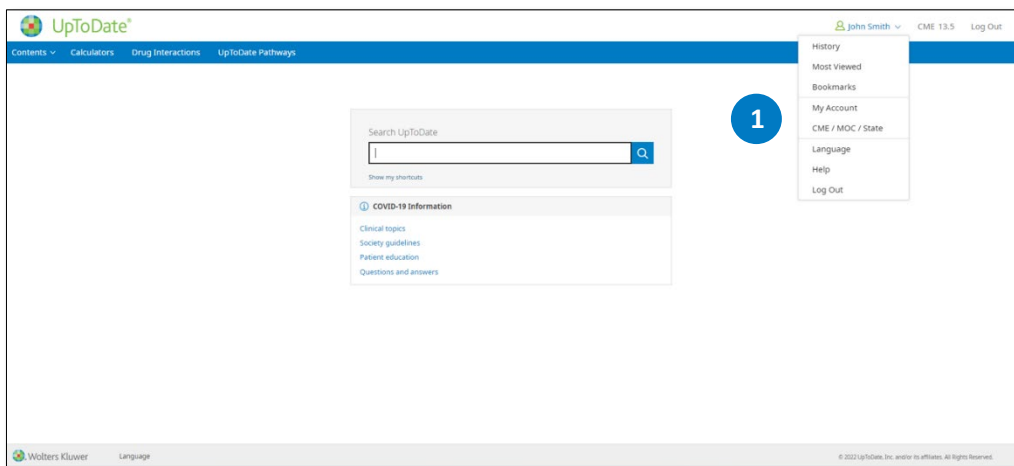 UpToDate®
John Smith CME 13.5 Log Out
Contents Calculators Drug Interactions UpToDate Pathways
History
Most Viewed
Bookmarks
My Account
CME / MOC / State
Language
Help
Log Out
1
Search UpToDate
Show my shortcuts
COVID-19 Information
Clinical topics
Society guidelines
Patient education
Questions and answers
Wolters Kluwer Language © 2022 UpToDate, Inc. and/or its affiliates. All Rights Reserved.